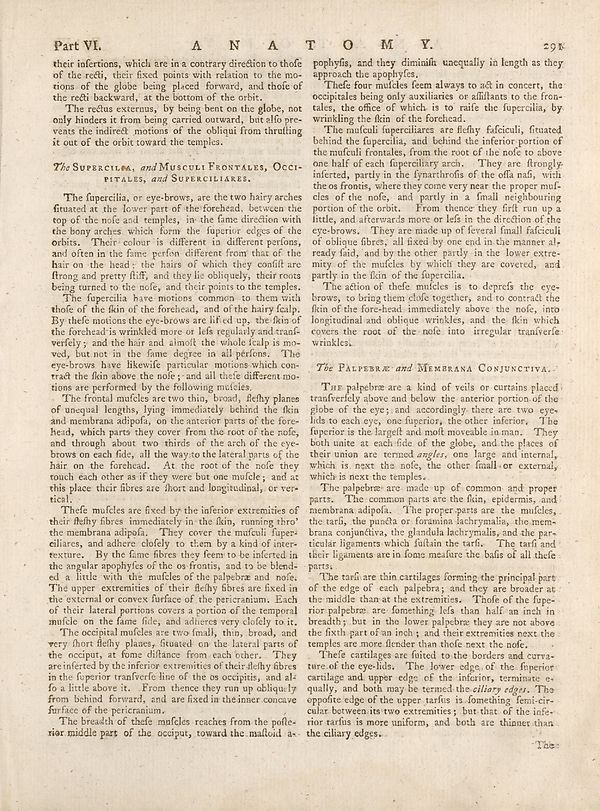 Part VI. A N A T O M Y. 291
their inſertions, which are in a contrary direction to thoſe
of the recti, their fixed points with relation to the mo-
tions of the globe being placed forward, and thoſe of
the recti backward, at the bottom of the orbit.
The rectus externus, by being bent on the globe, not
only hinders it from being carried outward, but alſo pre-
vents the indirect motions of the obliqui from thruſting
it out of the orbit toward the temples.
The SUPERCILIA, and MUSCULI FRONTALES, OCCI-
PITALES, and SUPERCILIARES.
The ſupercilia, or eye-brows, are the two hairy arches
ſituated at the lower part of the forehead, between the
top of the noſe and temples, in the ſame direction with
the bony arches which form the ſuperior edges of the
orbits. Their colour is different in different perſons,
and often in the ſame perſon different from that of the
hair on the head; the hairs of which they conſiſt are
ſtrong and pretty ſtiff, and they lie obliquely, their roots
being turned to the noſe, and their points to the temples.
The ſupercilia have motions common to them with
thoſe of the ſkin of the forehead, and of the hairy ſcalp.
By theſe motions the eye-brows are lifted up, the ſkin of
the forehead is wrinkled more or leſs regularly and tranſ-
verſely; and the hair and almoſt the whole ſcalp is mo-
ved, but not in the ſame degree in all perſons. The
eye-brows have likewiſe particular motions which con-
tract the ſkin above the noſe; and all theſe different mo-
tions are performed by the following muſcles.
The frontal muſcles are two thin, broad, fleſhy planes
of unequal lengths, lying immediately behind the ſkin
and membrana adipoſa, on the anterior parts of the fore-
head, which parts they cover from the root of the noſe,
and through about two thirds of the arch of the eye-
brows on each ſide, all the way to the lateral parts of the
hair on the forehead. At the root of the noſe they
touch each other as if they were but one muſcle; and at
this place their fibres are ſhort and longitudinal, or ver-
tical.
Theſe muſcles are fixed by the inferior extremities of
their fleſhy fibres immediately in the ſkin, running thro'
the membrana adipoſa. They cover the muſculi ſuper-
ciliares, and adhere cloſely to them by a kind of inter-
texture. By the ſame fibres they ſeem to be inſerted in
the angular apophyſes of the os frontis, and to be blend-
ed a little with the muſcles of the palpebræ and noſe.
The upper extremities of their fleſhy fibres are fixed in
the external or convex ſurface of the pericranium. Each
of their lateral portions covers a portion of the temporal
muſcle on the ſame ſide, and adheres very cloſely to it.
The occipital muſcles are two ſmall, thin, broad, and
very ſhort fleſhy planes, ſituated on the lateral parts of
the occiput, at ſome diſtance from each other. They
are inſerted by the inferior extremities of their fleſhy fibres
in the ſuperior tranſverſe line of the os occipitis, and al-
ſo a little above it. From thence they run up obliquely
from behind forward, and are fixed in the inner concave
ſurface of the pericranium.
The breadth of theſe muſcles reaches from the poſte-
rior middle part of the occiput, toward the maſtoid a-
pophyſis, and they diminiſh unequally in length as they
approach the apophyſes.
Theſe four muſcles ſeem always to act in concert, the
occipitales being only auxiliaries or aſſiſtants to the fron-
tales, the office of which is to raiſe the ſupercilia, by
wrinkling the ſkin of the forehead.
The muſculi ſuperciliares are fleſhy faſciculi, ſituated
behind the ſupercilia, and behind the inferior portion of
the muſculi frontales, from the root of the noſe to above
one half of each ſuperciliary arch. They are ſtrongly
inſerted, partly in the ſynarthroſis of the oſſa naſi, with
the os frontis, where they come very near the proper muſ-
cles of the noſe, and partly in a ſmall neighbouring
portion of the orbit. From thence they firſt run up a
little, and afterwards more or leſs in the direction of the
eye-brows. They are made up of ſeveral ſmall faſciculi
of oblique fibres, all fixed by one end in the manner al-
ready ſaid, and by the other partly in the lower extre-
mity of the muſcles by which they are covered, and
partly in the ſkin of the ſupercilia.
The action of theſe muſcles is to depreſs the eye-
brows, to bring them cloſe together, and to contract the
ſkin of the fore-head immediately above the noſe, into
longitudinal and oblique wrinkles, and the ſkin which
covers the root of the noſe into irregular tranſverſe
wrinkles.
The PALPEBRÆ and MEMBRANA CONJUNCTIVA.
THE palpebræ are a kind of veils or curtains placed
tranſverſely above and below the anterior portion of the
globe of the eye; and accordingly there are two eye-
lids to each eye, one ſuperior, the other inferior. The
ſuperior is the largeſt and moſt moveable in man. They
both unite at each ſide of the globe, and the places of
their union are termed angles, one large and internal,
which is next the noſe, the other ſmall or external,
which is next the temples.
The palpebræ are made up of common and proper
parts. The common parts are the ſkin, epidermis, and
membrana adipoſa. The proper parts are the muſcles,
the tarſi, the puncta or foramina lachrymalia, the mem-
brana conjunctiva, the glandula lachrymalis, and the par-
ticular ligaments which ſuſtain the tarſi. The tarſi and
their ligaments are in ſome meaſure the baſis of all theſe
parts.
The tarſi are thin cartilages forming the principal part
of the edge of each palpebra; and they are broader at
the middle than at the extremities. Thoſe of the ſupe-
rior palpebræ are ſomething leſs than half an inch in
breadth; but in the lower palpebræ they are not above
the ſixth part of an inch; and their extremities next the
temples are more ſlender than thoſe next the noſe.
Theſe cartilages are ſuited to the borders and curva-
ture of the eye-lids. The lower edge of the ſuperior
cartilage and upper edge of the inferior, terminate e-
qually, and both may be termed the ciliary edges. The
oppoſite edge of the upper tarſus is ſomething ſemi-cir-
cular between its two extremities; but that of the infe-
rior tarſus is more uniform, and both are thinner than
the ciliary edges.
The